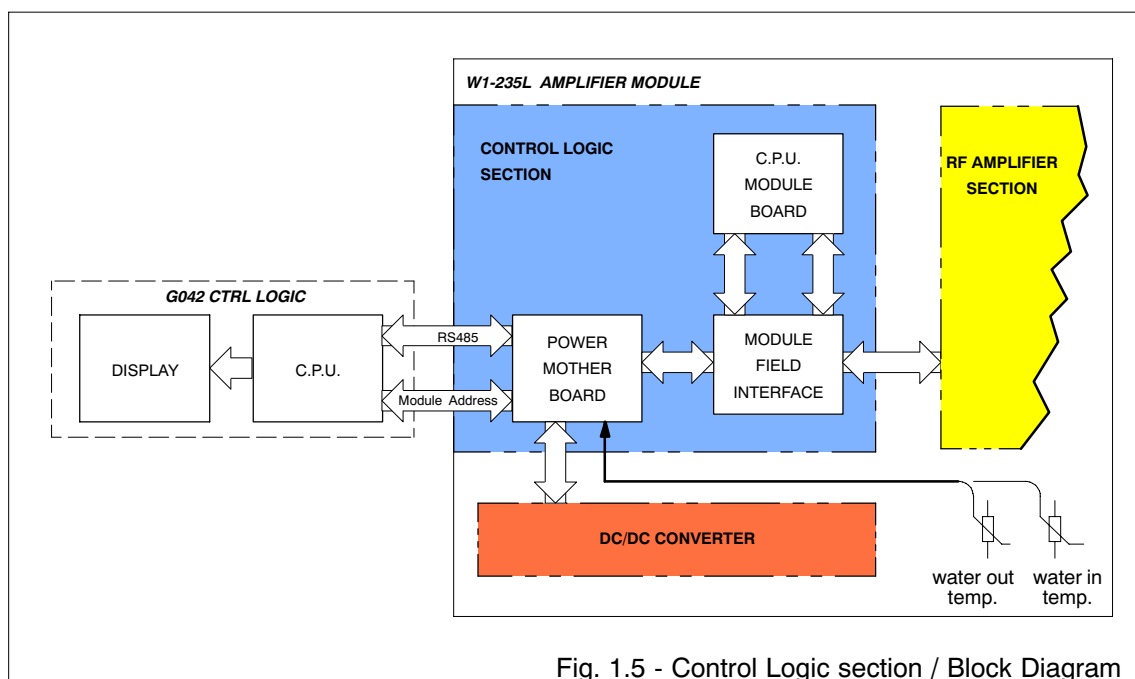 W1-235L AMPLIFIER MODULE
CONTROL LOGIC
SECTION
C.P.U.
MODULE
BOARD
RF AMPLIFIER
SECTION
G042 CTRL LOGIC
DISPLAY
C.P.U.
RS485
Module Address
POWER
MOTHER
BOARD
MODULE
FIELD
INTERFACE
DC/DC CONVERTER
water out
temp.
water in
temp.
Fig. 1.5 - Control Logic section / Block Diagram